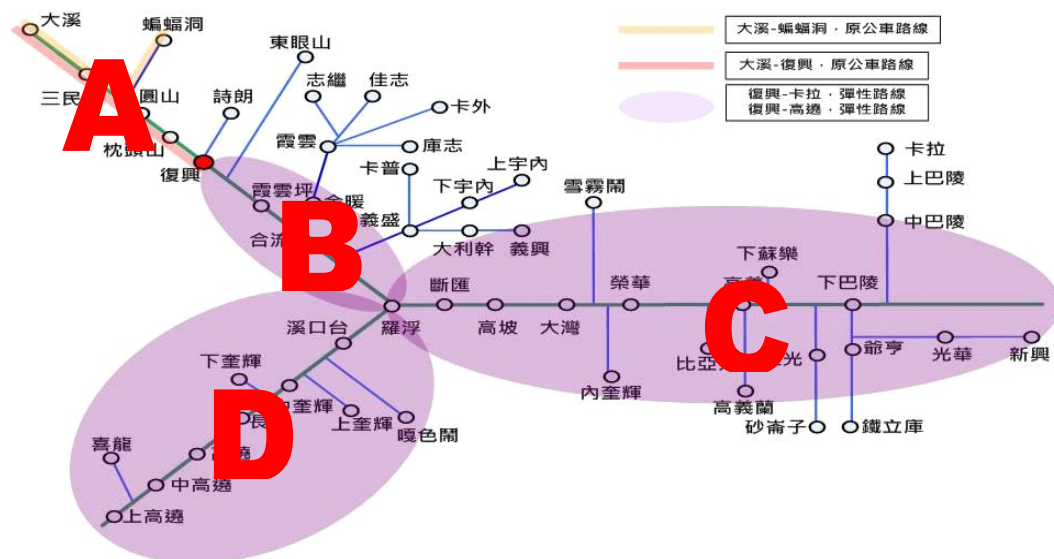 大溪
蝙蝠洞
東眼山
三民
圓山
詩朗
枕頭山
復興
志繼
佳志
卡外
霞雲
庫志
霞雲坪
卡普
上宇內
下宇內
義盛
合流
大利幹
義興
雪霧鬧
卡拉
上巴陵
中巴陵
下蘇樂
下巴陵
榮華
斷匯
羅浮
高坡
大灣
溪口台
下奎輝
中奎輝
上奎輝
嘎色鬧
內奎輝
高義蘭
砂崙子
爺亨
光華
新興
鐵立庫
喜龍
中高遶
上高遶
A
B
C
D
大溪-蝙蝠洞，原公車路線
大溪-復興，原公車路線
復興-卡拉，彈性路線
復興-高遶，彈性路線